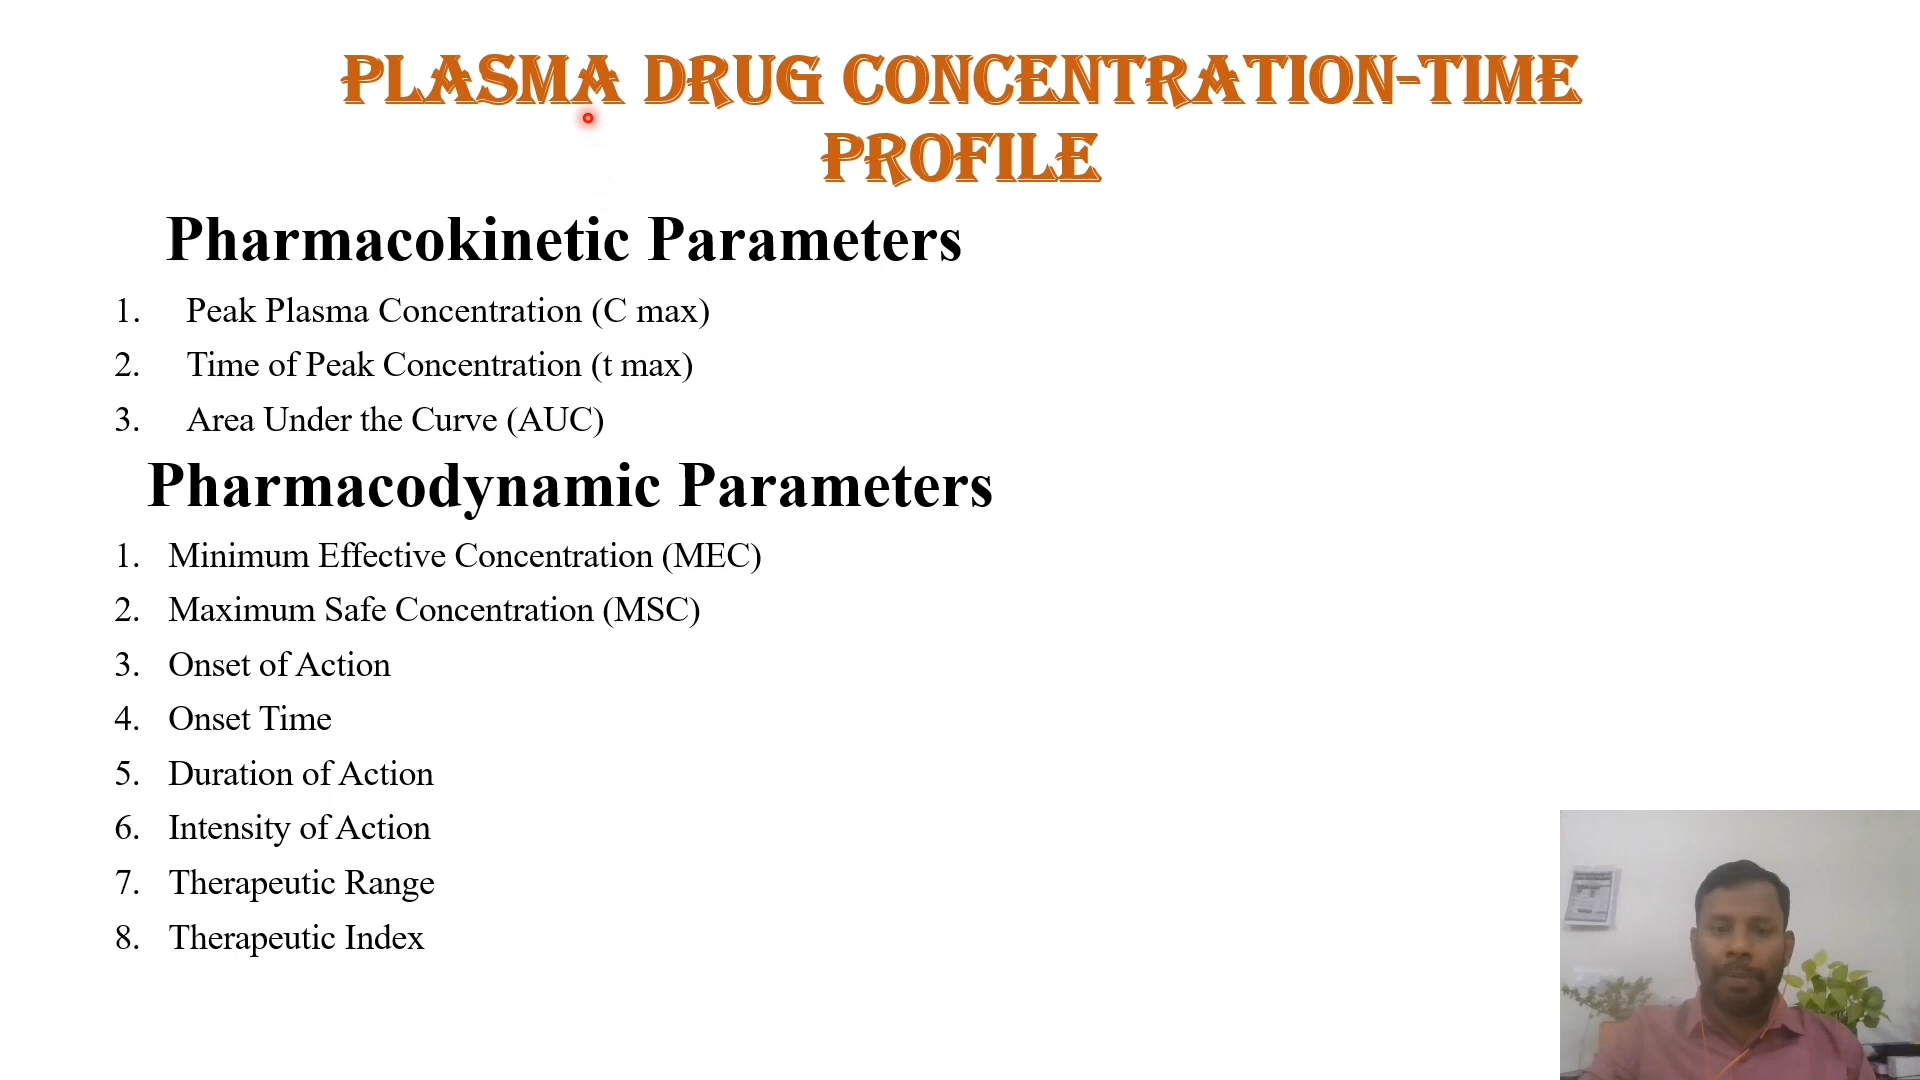 PLASMA DRUG CONCENTRATION-TIME
PROFILE
Pharmacokinetic Parameters
1. Peak Plasma Concentration (C max)
2. Time of Peak Concentration (t max)
3. Area Under the Curve (AUC)
Pharmacodynamic Parameters
1. Minimum Effective Concentration (MEC)
2. Maximum Safe Concentration (MSC)
3. Onset of Action
4. Onset Time
5. Duration of Action
6. Intensity of Action
7. Therapeutic Range
8. Therapeutic Index